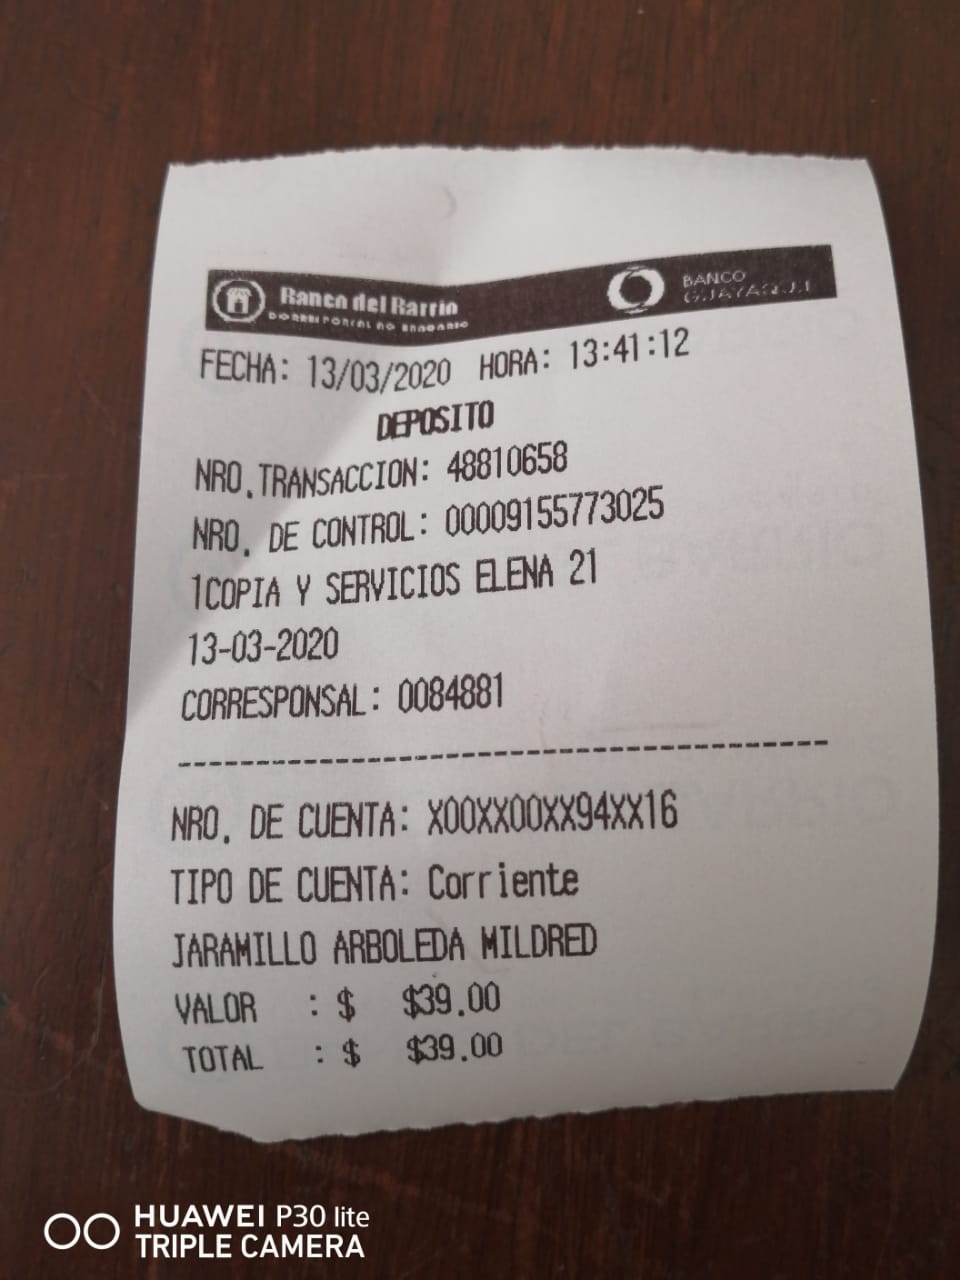 Banco del Barrio
CORRESPONSAL NO BANCARIO
BANCO
GUAYAQUIL
FECHA: 13/03/2020 HORA: 13:41:12
DEPOSITO
NRO.TRANSACCION: 48810658
NRO. DE CONTROL: 00009155773025
1COPIA Y SERVICIOS ELENA 21
13-03-2020
CORRESPONSAL: 0084881
---------------------------------------
NRO. DE CUENTA: X00XX00XX94XX16
TIPO DE CUENTA: Corriente
JARAMILLO ARBOLEDA MILDRED
VALOR : $ $39.00
TOTAL : $ $39.00
HUAWEI P30 lite
TRIPLE CAMERA